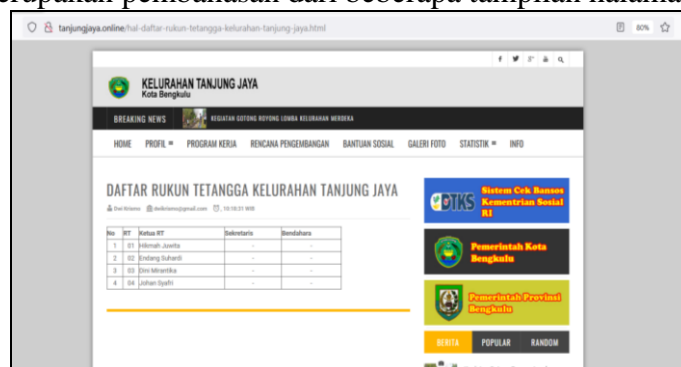 erupakan pembahasan dari beberapa tampilan halama
tanjungjaya.online/hal-daftar-rukun-tetangga-kelurahan-tanjung-jaya.html
80%
KELURAHAN TANJUNG JAYA
Kota Bengkulu
BREAKING NEWS KEGIATAN GOTONG ROYONG LOMBA KELURAHAN MERDEKA
HOME PROFIL PROGRAM KERJA RENCANA PENGEMBANGAN BANTUAN SOSIAL GALERI FOTO STATISTIK INFO
DAFTAR RUKUN TETANGGA KELURAHAN TANJUNG JAYA
WIB
No RT Ketua RT Sekretaris Bendahara
1 01 Hikmah Juwita - -
2 02 Endang Suhardi - -
3 03 Dini Mirantika - -
4 04 Johan Syafri - -
DTKS
Sistem Cek Bansos
Kementrian Sosial
RI
Pemerintah Kota
Bengkulu
Pemerintah Provinsi
Bengkulu
BERITA POPULAR RANDOM